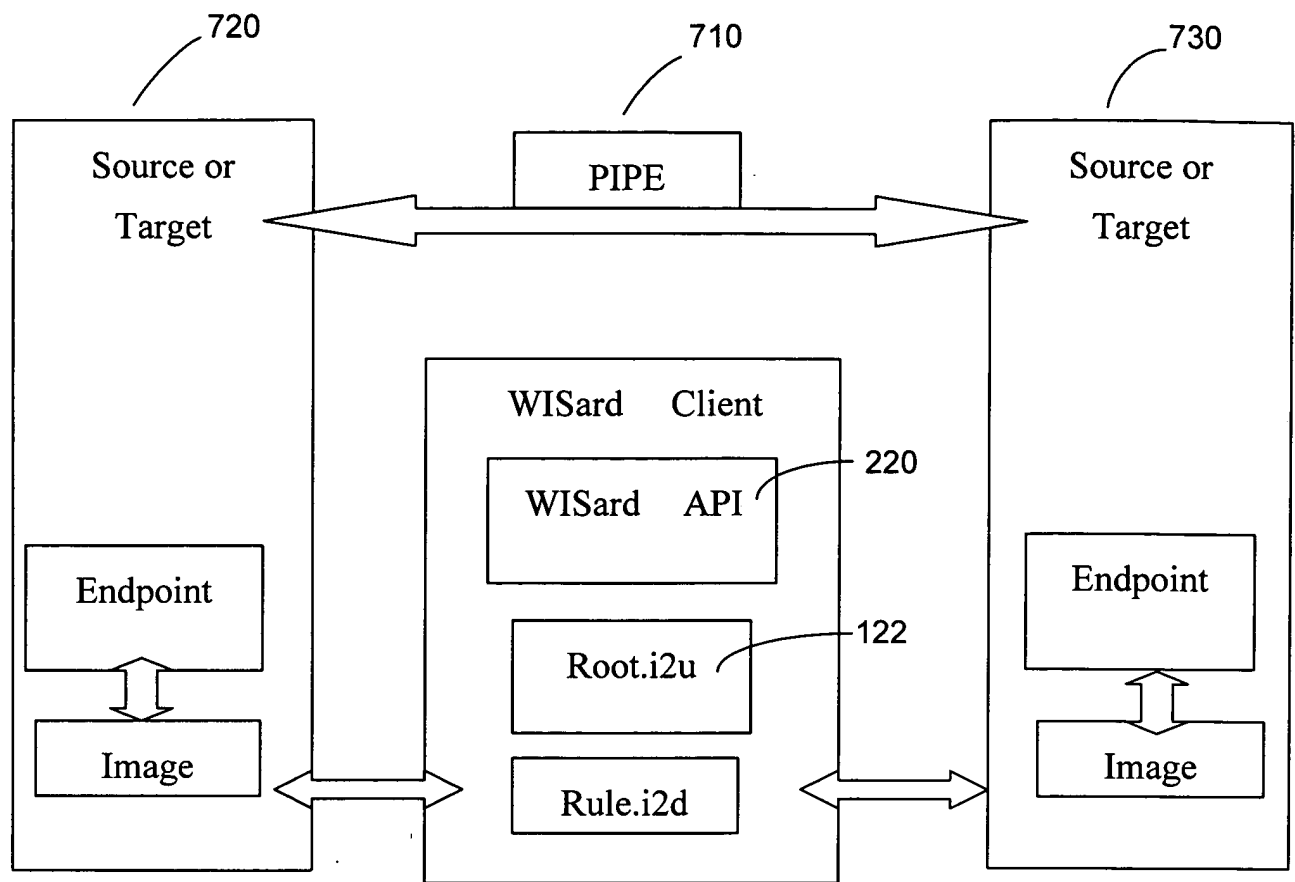 720
710
730
Source or
Target
PIPE
Source or
Target
WISard Client
WISard API
220
Endpoint
Endpoint
Root.i2u
122
Image
Rule.i2d
Image